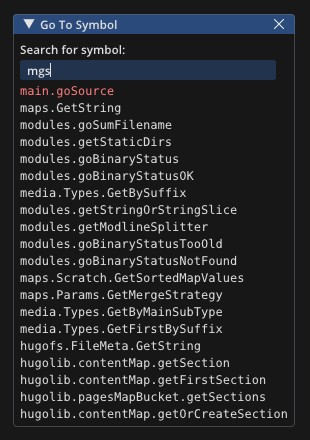 Go To Symbol
Search for symbol:
mgs
main.goSource
maps.GetString
modules.goSumFilename
modules.getStaticDirs
modules.goBinaryStatus
modules.goBinaryStatusOK
media.Types.GetBySuffix
modules.getStringOrStringSlice
modules.getModlineSplitter
modules.goBinaryStatusTooOld
modules.goBinaryStatusNotFound
maps.Scratch.GetSortedMapValues
maps.Params.GetMergeStrategy
media.Types.GetByMainSubType
media.Types.GetFirstBySuffix
hugofs.FileMeta.GetString
hugolib.contentMap.getSection
hugolib.contentMap.getFirstSection
hugolib.pagesMapBucket.getSections
hugolib.contentMap.getOrCreateSection